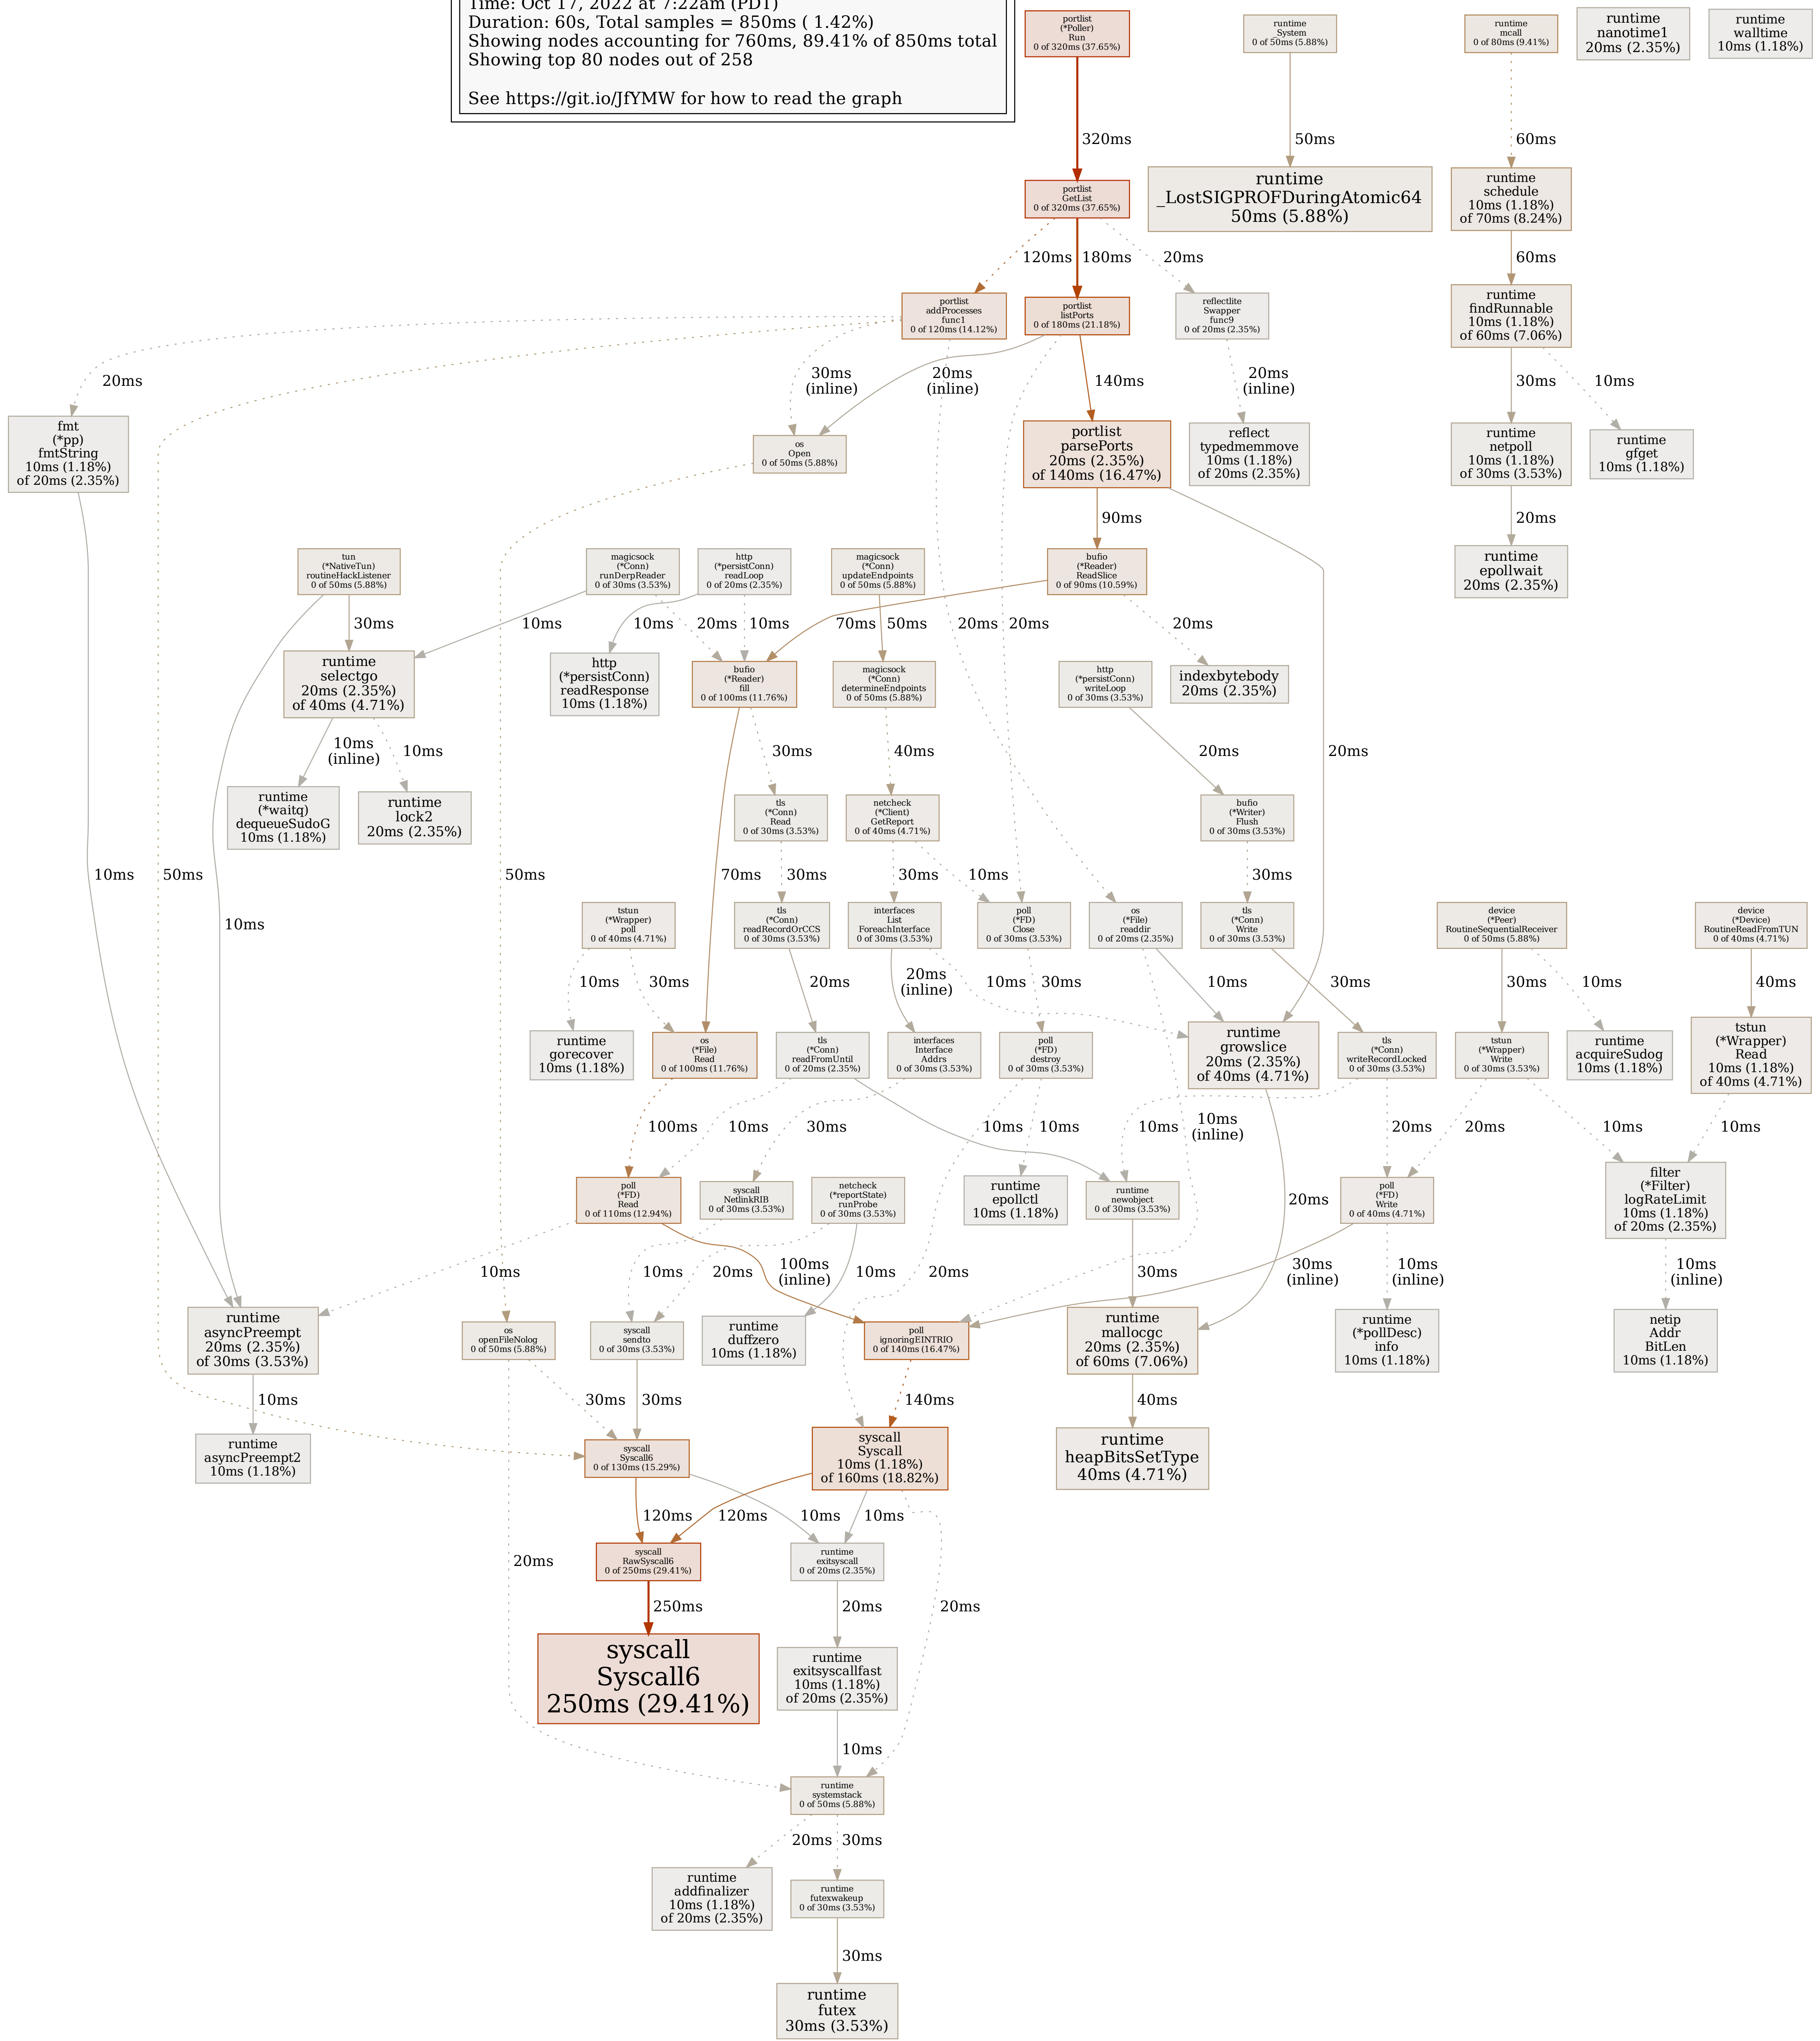 Time: Oct 17, 2022 at 7:22am (PDT)
Duration: 60s, Total samples = 850ms ( 1.42%)
Showing nodes accounting for 760ms, 89.41% of 850ms total
Showing top 80 nodes out of 258
See https://git.io/JfYMW for how to read the graph
portlist
(*Poller)
Run
0 of 320ms (37.65%)
runtime
_System
0 of 50ms (5.88%)
runtime
mcall
0 of 80ms (9.41%)
runtime
nanotime1
20ms (2.35%)
runtime
walltime
10ms (1.18%)
320ms
50ms
60ms
portlist
GetList
0 of 320ms (37.65%)
runtime
_LostSIGPROFDuringAtomic64
50ms (5.88%)
runtime
schedule
10ms (1.18%)
of 70ms (8.24%)
120ms
180ms
20ms
60ms
portlist
addProcesses
func1
0 of 120ms (14.12%)
portlist
listPorts
0 of 180ms (21.18%)
reflectlite
Swapper
func9
0 of 20ms (2.35%)
runtime
findRunnable
10ms (1.18%)
of 60ms (7.06%)
20ms
30ms
(inline)
20ms
(inline)
140ms
20ms
(inline)
30ms
10ms
fmt
(*pp)
fmtString
10ms (1.18%)
of 20ms (2.35%)
os
Open
0 of 50ms (5.88%)
portlist
parsePorts
20ms (2.35%)
of 140ms (16.47%)
reflect
typedmemmove
10ms (1.18%)
of 20ms (2.35%)
runtime
netpoll
10ms (1.18%)
of 30ms (3.53%)
runtime
gfget
10ms (1.18%)
90ms
20ms
tun
(*NativeTun)
routineHackListener
0 of 50ms (5.88%)
magicsock
(*Conn)
runDerpReader
0 of 30ms (3.53%)
http
(*persistConn)
readLoop
0 of 20ms (2.35%)
magicsock
(*Conn)
updateEndpoints
0 of 50ms (5.88%)
bufio
(*Reader)
ReadSlice
0 of 90ms (10.59%)
runtime
epollwait
20ms (2.35%)
30ms
10ms
20ms
10ms
10ms
70ms
50ms
20ms
20ms
20ms
runtime
selectgo
20ms (2.35%)
of 40ms (4.71%)
http
(*persistConn)
readResponse
10ms (1.18%)
bufio
(*Reader)
fill
0 of 100ms (11.76%)
magicsock
(*Conn)
determineEndpoints
0 of 50ms (5.88%)
http
(*persistConn)
writeLoop
0 of 30ms (3.53%)
indexbytebody
20ms (2.35%)
10ms
(inline)
10ms
30ms
40ms
20ms
20ms
runtime
(*waitq)
dequeueSudoG
10ms (1.18%)
runtime
lock2
20ms (2.35%)
tls
(*Conn)
Read
0 of 30ms (3.53%)
netcheck
(*Client)
GetReport
0 of 40ms (4.71%)
bufio
(*Writer)
Flush
0 of 30ms (3.53%)
10ms
50ms
50ms
70ms
30ms
30ms
10ms
30ms
10ms
tstun
(*Wrapper)
poll
0 of 40ms (4.71%)
tls
(*Conn)
readRecordOrCCS
0 of 30ms (3.53%)
interfaces
List
ForeachInterface
0 of 30ms (3.53%)
poll
(*FD)
Close
0 of 30ms (3.53%)
os
(*File)
readdir
0 of 20ms (2.35%)
tls
(*Conn)
Write
0 of 30ms (3.53%)
device
(*Peer)
RoutineSequentialReceiver
0 of 50ms (5.88%)
device
(*Device)
RoutineReadFromTUN
0 of 40ms (4.71%)
10ms
30ms
20ms
20ms
(inline)
10ms
30ms
10ms
30ms
30ms
10ms
40ms
runtime
gorecover
10ms (1.18%)
os
(*File)
Read
0 of 100ms (11.76%)
tls
(*Conn)
readFromUntil
0 of 20ms (2.35%)
interfaces
Interface
Addrs
0 of 30ms (3.53%)
poll
(*FD)
destroy
0 of 30ms (3.53%)
runtime
growslice
20ms (2.35%)
of 40ms (4.71%)
tls
(*Conn)
writeRecordLocked
0 of 30ms (3.53%)
tstun
(*Wrapper)
Write
0 of 30ms (3.53%)
runtime
acquireSudog
10ms (1.18%)
tstun
(*Wrapper)
Read
10ms (1.18%)
of 40ms (4.71%)
100ms
10ms
30ms
10ms
10ms
10ms
10ms
(inline)
20ms
20ms
10ms
10ms
poll
(*FD)
Read
0 of 110ms (12.94%)
syscall
NetlinkRIB
0 of 30ms (3.53%)
netcheck
(*reportState)
runProbe
0 of 30ms (3.53%)
runtime
epollctl
10ms (1.18%)
runtime
newobject
0 of 30ms (3.53%)
20ms
poll
(*FD)
Write
0 of 40ms (4.71%)
filter
(*Filter)
logRateLimit
10ms (1.18%)
of 20ms (2.35%)
10ms
10ms
20ms
100ms
(inline)
10ms
20ms
30ms
30ms
(inline)
10ms
(inline)
10ms
(inline)
runtime
asyncPreempt
20ms (2.35%)
of 30ms (3.53%)
os
openFileNolog
0 of 50ms (5.88%)
syscall
sendto
0 of 30ms (3.53%)
runtime
duffzero
10ms (1.18%)
poll
ignoringEINTRIO
0 of 140ms (16.47%)
runtime
mallocgc
20ms (2.35%)
of 60ms (7.06%)
runtime
(*pollDesc)
info
10ms (1.18%)
netip
Addr
BitLen
10ms (1.18%)
10ms
30ms
30ms
140ms
40ms
runtime
asyncPreempt2
10ms (1.18%)
syscall
Syscall6
0 of 130ms (15.29%)
syscall
Syscall
10ms (1.18%)
of 160ms (18.82%)
runtime
heapBitsSetType
40ms (4.71%)
120ms
120ms
10ms
10ms
20ms
syscall
RawSyscall6
0 of 250ms (29.41%)
runtime
exitsyscall
0 of 20ms (2.35%)
250ms
20ms
20ms
syscall
Syscall6
250ms (29.41%)
runtime
exitsyscallfast
10ms (1.18%)
of 20ms (2.35%)
10ms
runtime
systemstack
0 of 50ms (5.88%)
20ms
30ms
runtime
addfinalizer
10ms (1.18%)
of 20ms (2.35%)
runtime
futexwakeup
0 of 30ms (3.53%)
30ms
runtime
futex
30ms (3.53%)